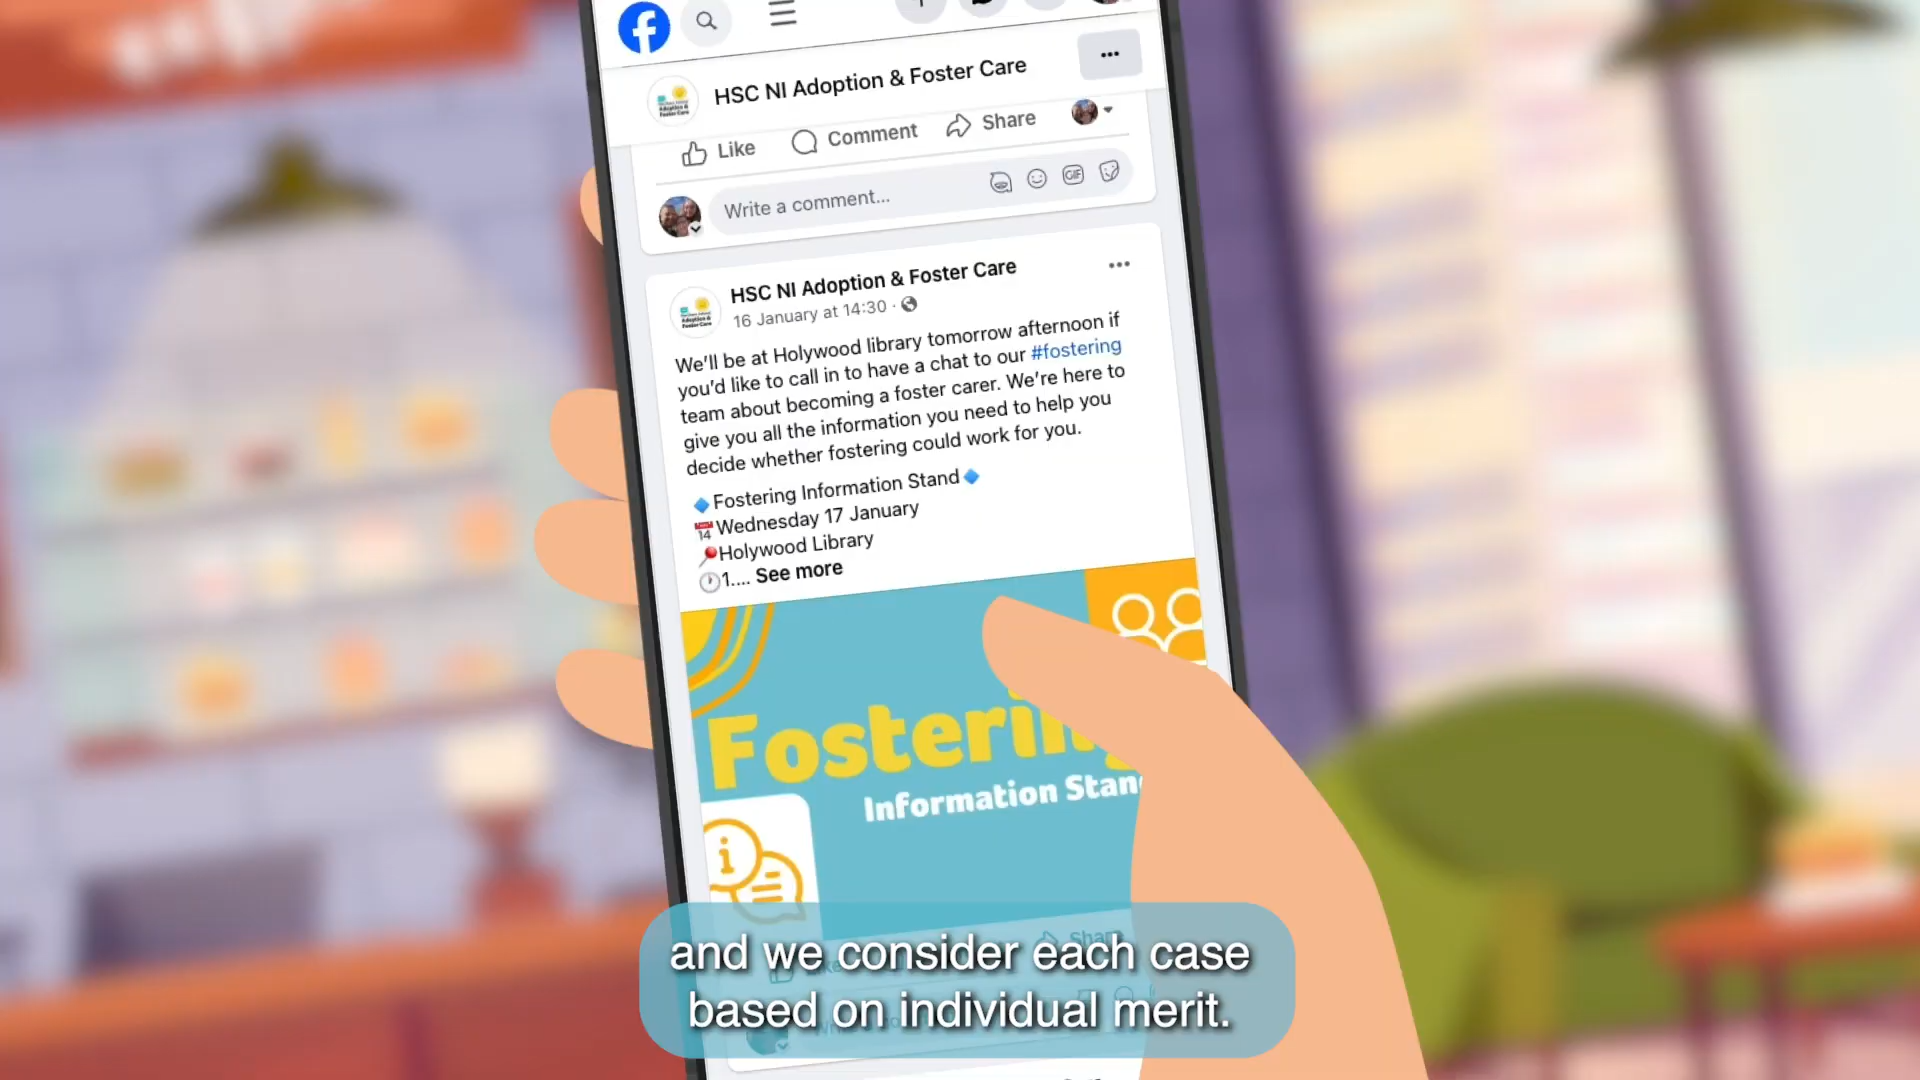 HSC NI Adoption & Foster Care
Like Comment Share
Write a comment...
GIF
HSC NI Adoption & Foster Care
16 January at 14:30 ·
We'll be at Holywood library tomorrow afternoon if
you'd like to call in to have a chat to our #fostering
team about becoming a foster carer. We're here to
give you all the information you need to help you
decide whether fostering could work for you.
🔷Fostering Information Stand🔷
📅Wednesday 17 January
📍Holywood Library
🕐1.... See more
Fostering
Information Stand
Share
and we consider each case
based on individual merit.